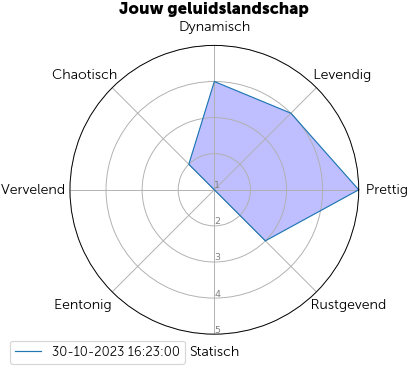 Jouw geluidslandschap
Dynamisch
Chaotisch
Levendig
Vervelend
1
Prettig
2
3
4
Eentonig
Rustgevend
5
30-10-2023 16:23:00
Statisch